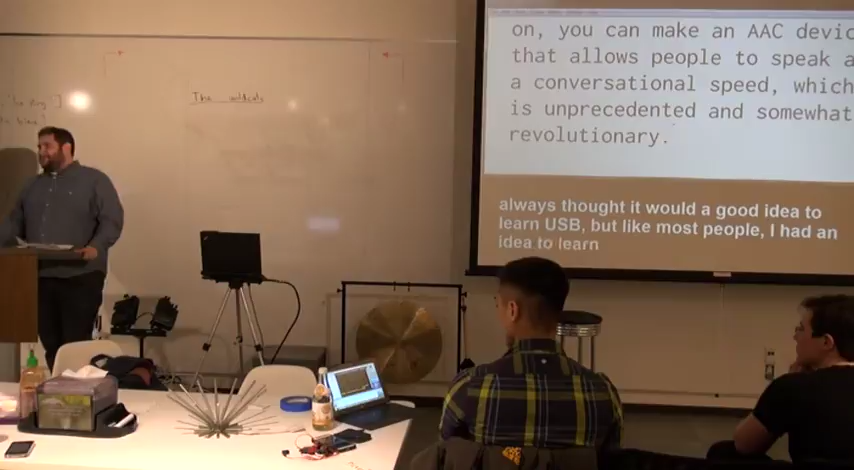 The wildcats
on, you can make an AAC devic
that allows people to speak a
a conversational speed, which
is unprecedented and somewhat
revolutionary.
always thought it would a good idea to
learn USB, but like most people, I had an
idea to learn